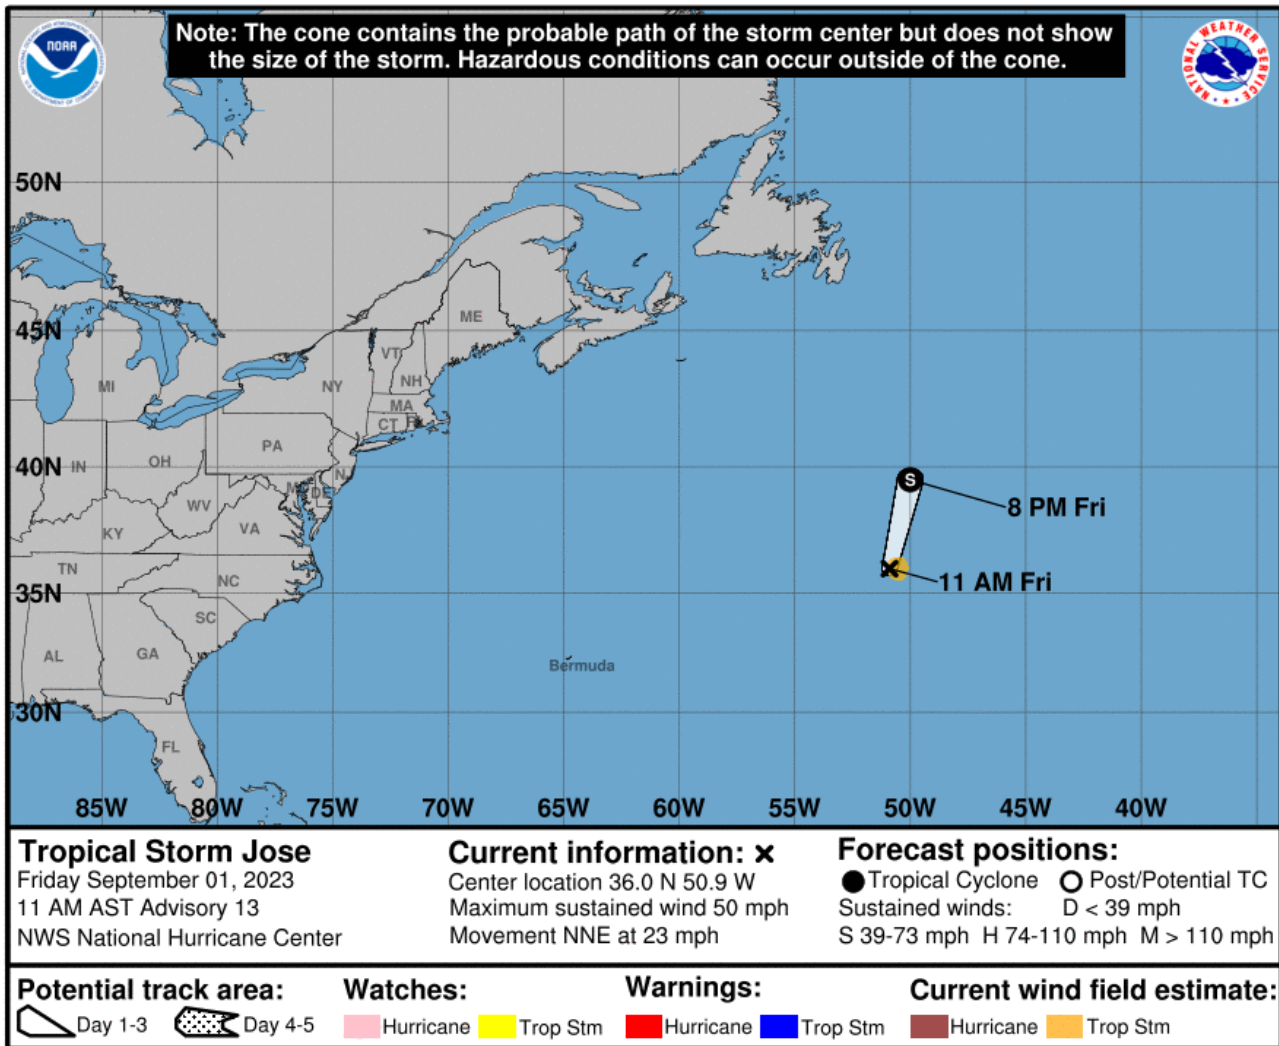 Note: The cone contains the probable path of the storm center but does not show
the size of the storm. Hazardous conditions can occur outside of the cone.
NOAA
NATIONAL WEATHER SERVICE
50N
45N
ME
VT
MI
NY
NH
MA
CT
PA
40N
IN
OH
WV
DE
8 PM Fri
KY
VA
TN
NC
35N
11 AM Fri
SC
AL
GA
Bermuda
30N
FL
85W 80W 75W 70W 65W 60W 55W 50W 45W 40W
Tropical Storm Jose
Friday September 01, 2023
11 AM AST Advisory 13
NWS National Hurricane Center
Current information: ×
Center location 36.0 N 50.9 W
Maximum sustained wind 50 mph
Movement NNE at 23 mph
Forecast positions:
Tropical Cyclone Post/Potential TC
Sustained winds: D < 39 mph
S 39-73 mph H 74-110 mph M > 110 mph
Potential track area:
Day 1-3 Day 4-5
Watches:
Hurricane Trop Stm
Warnings:
Hurricane Trop Stm
Current wind field estimate:
Hurricane Trop Stm